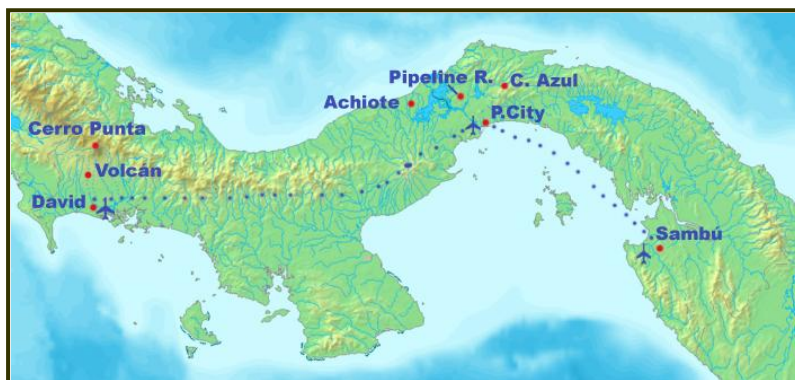 Pipeline R.
C. Azul
Achiote
P.City
Cerro Punta
Volcán
David
Sambú